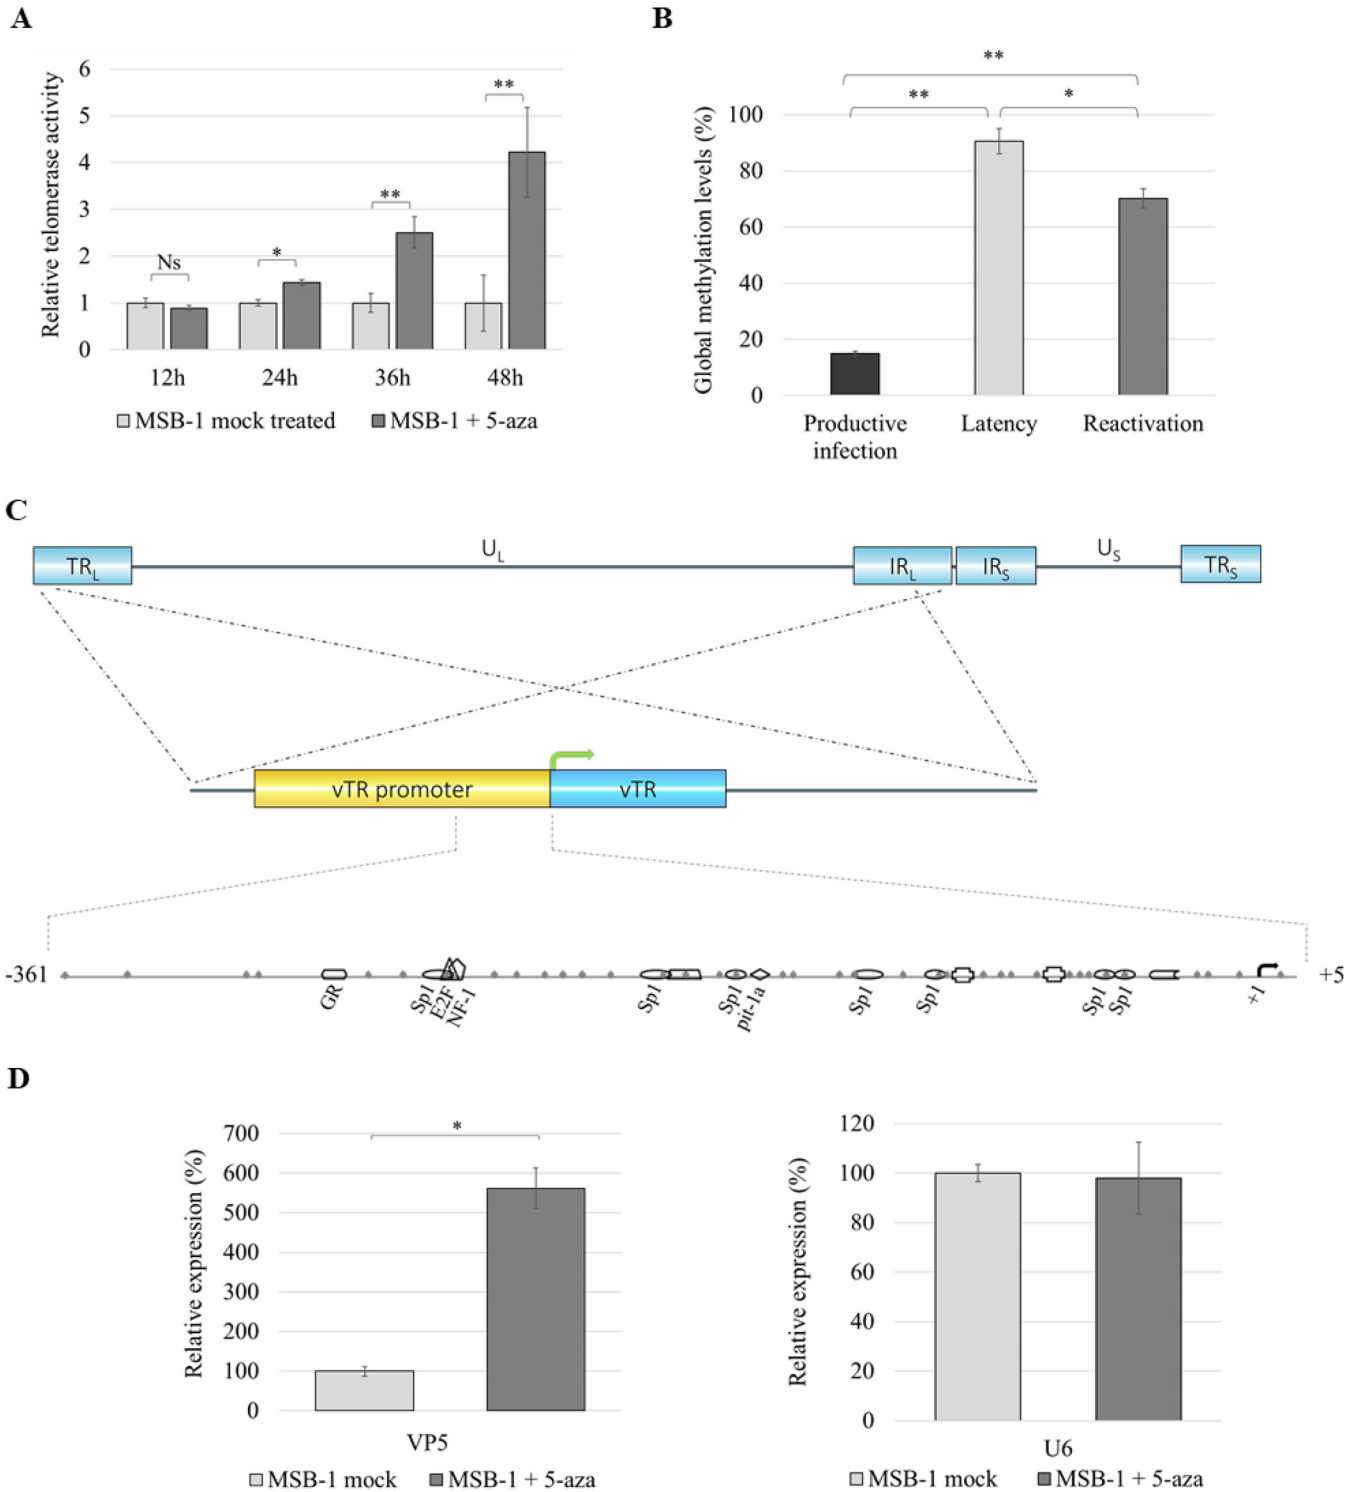 A
Relative telomerase activity
6
5
4
3
2
1
0
Ns
*
**
**
12h
24h
36h
48h
MSB-1 mock treated
MSB-1 + 5-aza
B
Global methylation levels (%)
100
80
60
40
20
0
**
**
*
Productive
infection
Latency
Reactivation
C
TRL
UL
IRL
IRS
US
TRS
vTR promoter
vTR
-361
GR
Sp1
E2F
NF-1
Sp1
Sp1
pit-1a
Sp1
Sp1
Sp1
Sp1
+1
+5
D
Relative expression (%)
700
600
500
400
300
200
100
0
*
VP5
MSB-1 mock
MSB-1 + 5-aza
Relative expression (%)
120
100
80
60
40
20
0
U6
MSB-1 mock
MSB-1 + 5-aza